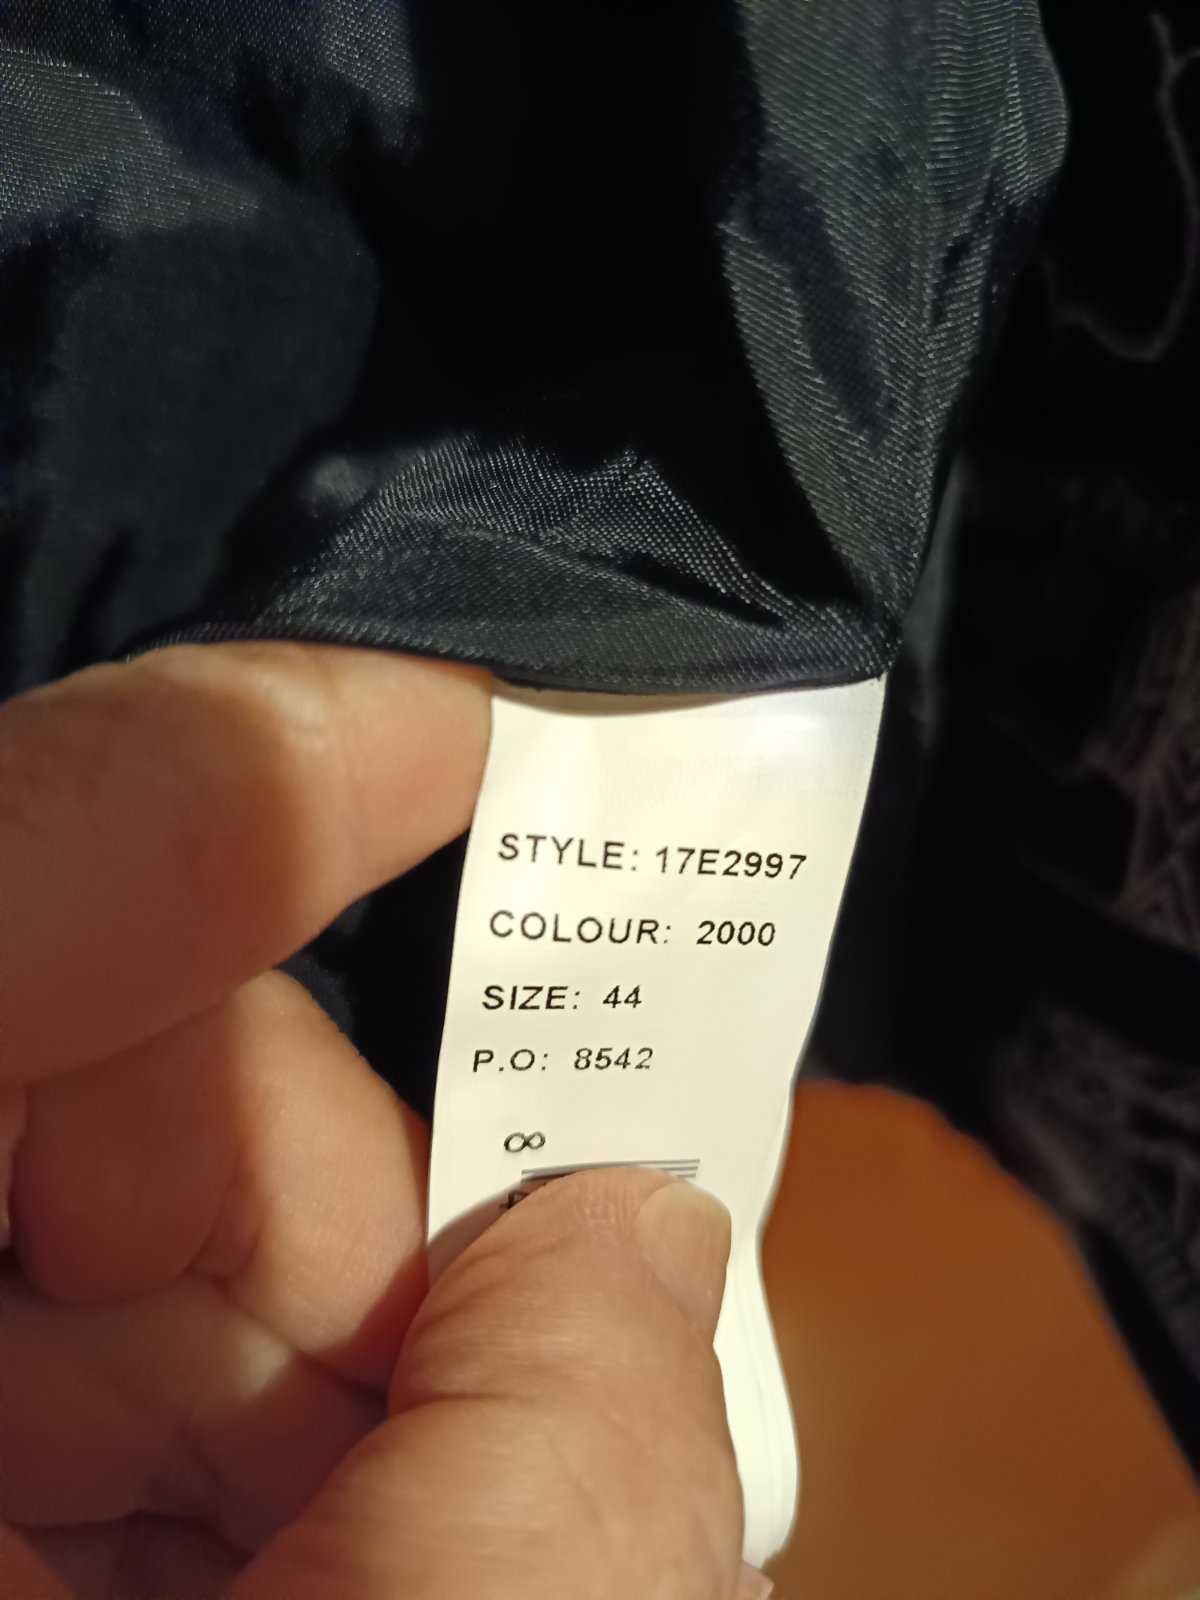 STYLE: 17E2997
COLOUR: 2000
SIZE: 44
P.O: 8542
∞